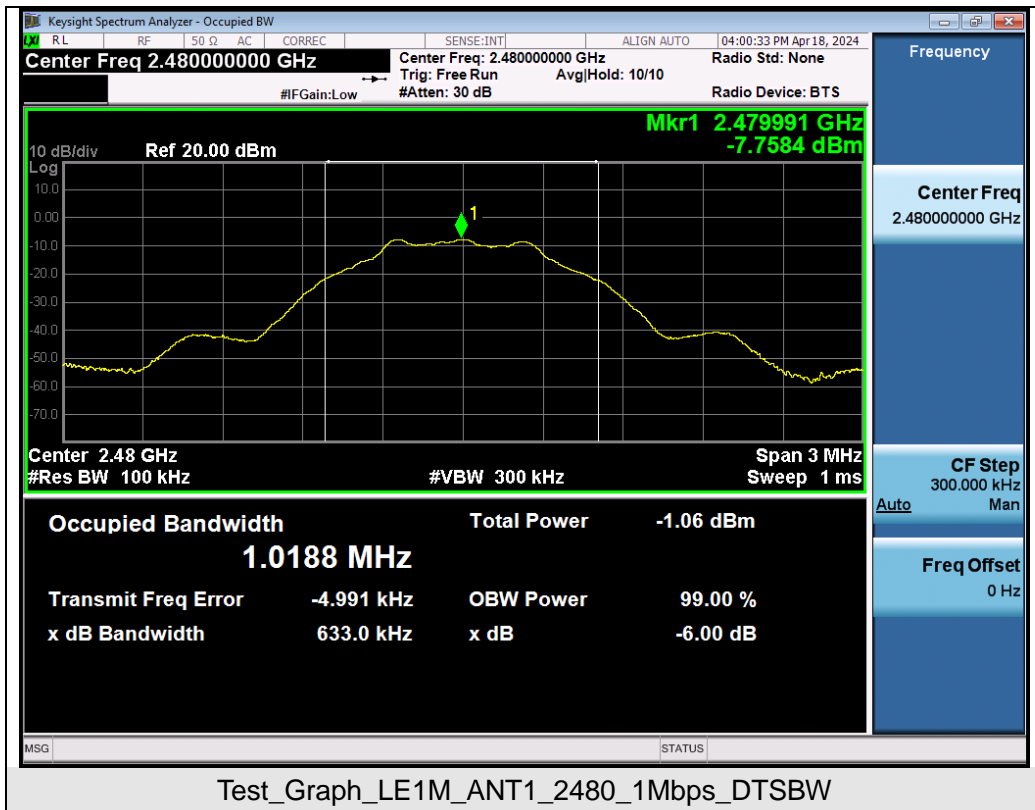 Keysight Spectrum Analyzer - Occupied BW
LXI RL RF 50 Ω AC CORREC SENSE:INT ALIGN AUTO 04:00:33 PM Apr 18, 2024
Center Freq 2.480000000 GHz
Center Freq: 2.480000000 GHz
Radio Std: None
Trig: Free Run Avg|Hold: 10/10
#IFGain:Low
#Atten: 30 dB
Radio Device: BTS
Mkr1 2.479991 GHz
-7.7584 dBm
10 dB/div Ref 20.00 dBm
Log
10.0
0.00
-10.0
-20.0
-30.0
-40.0
-50.0
-60.0
-70.0
1
Center 2.48 GHz Span 3 MHz
#Res BW 100 kHz #VBW 300 kHz Sweep 1 ms
Occupied Bandwidth Total Power -1.06 dBm
1.0188 MHz
Transmit Freq Error -4.991 kHz OBW Power 99.00 %
x dB Bandwidth 633.0 kHz x dB -6.00 dB
Frequency
Center Freq
2.480000000 GHz
CF Step
300.000 kHz
Auto Man
Freq Offset
0 Hz
MSG STATUS
Test_Graph_LE1M_ANT1_2480_1Mbps_DTSBW